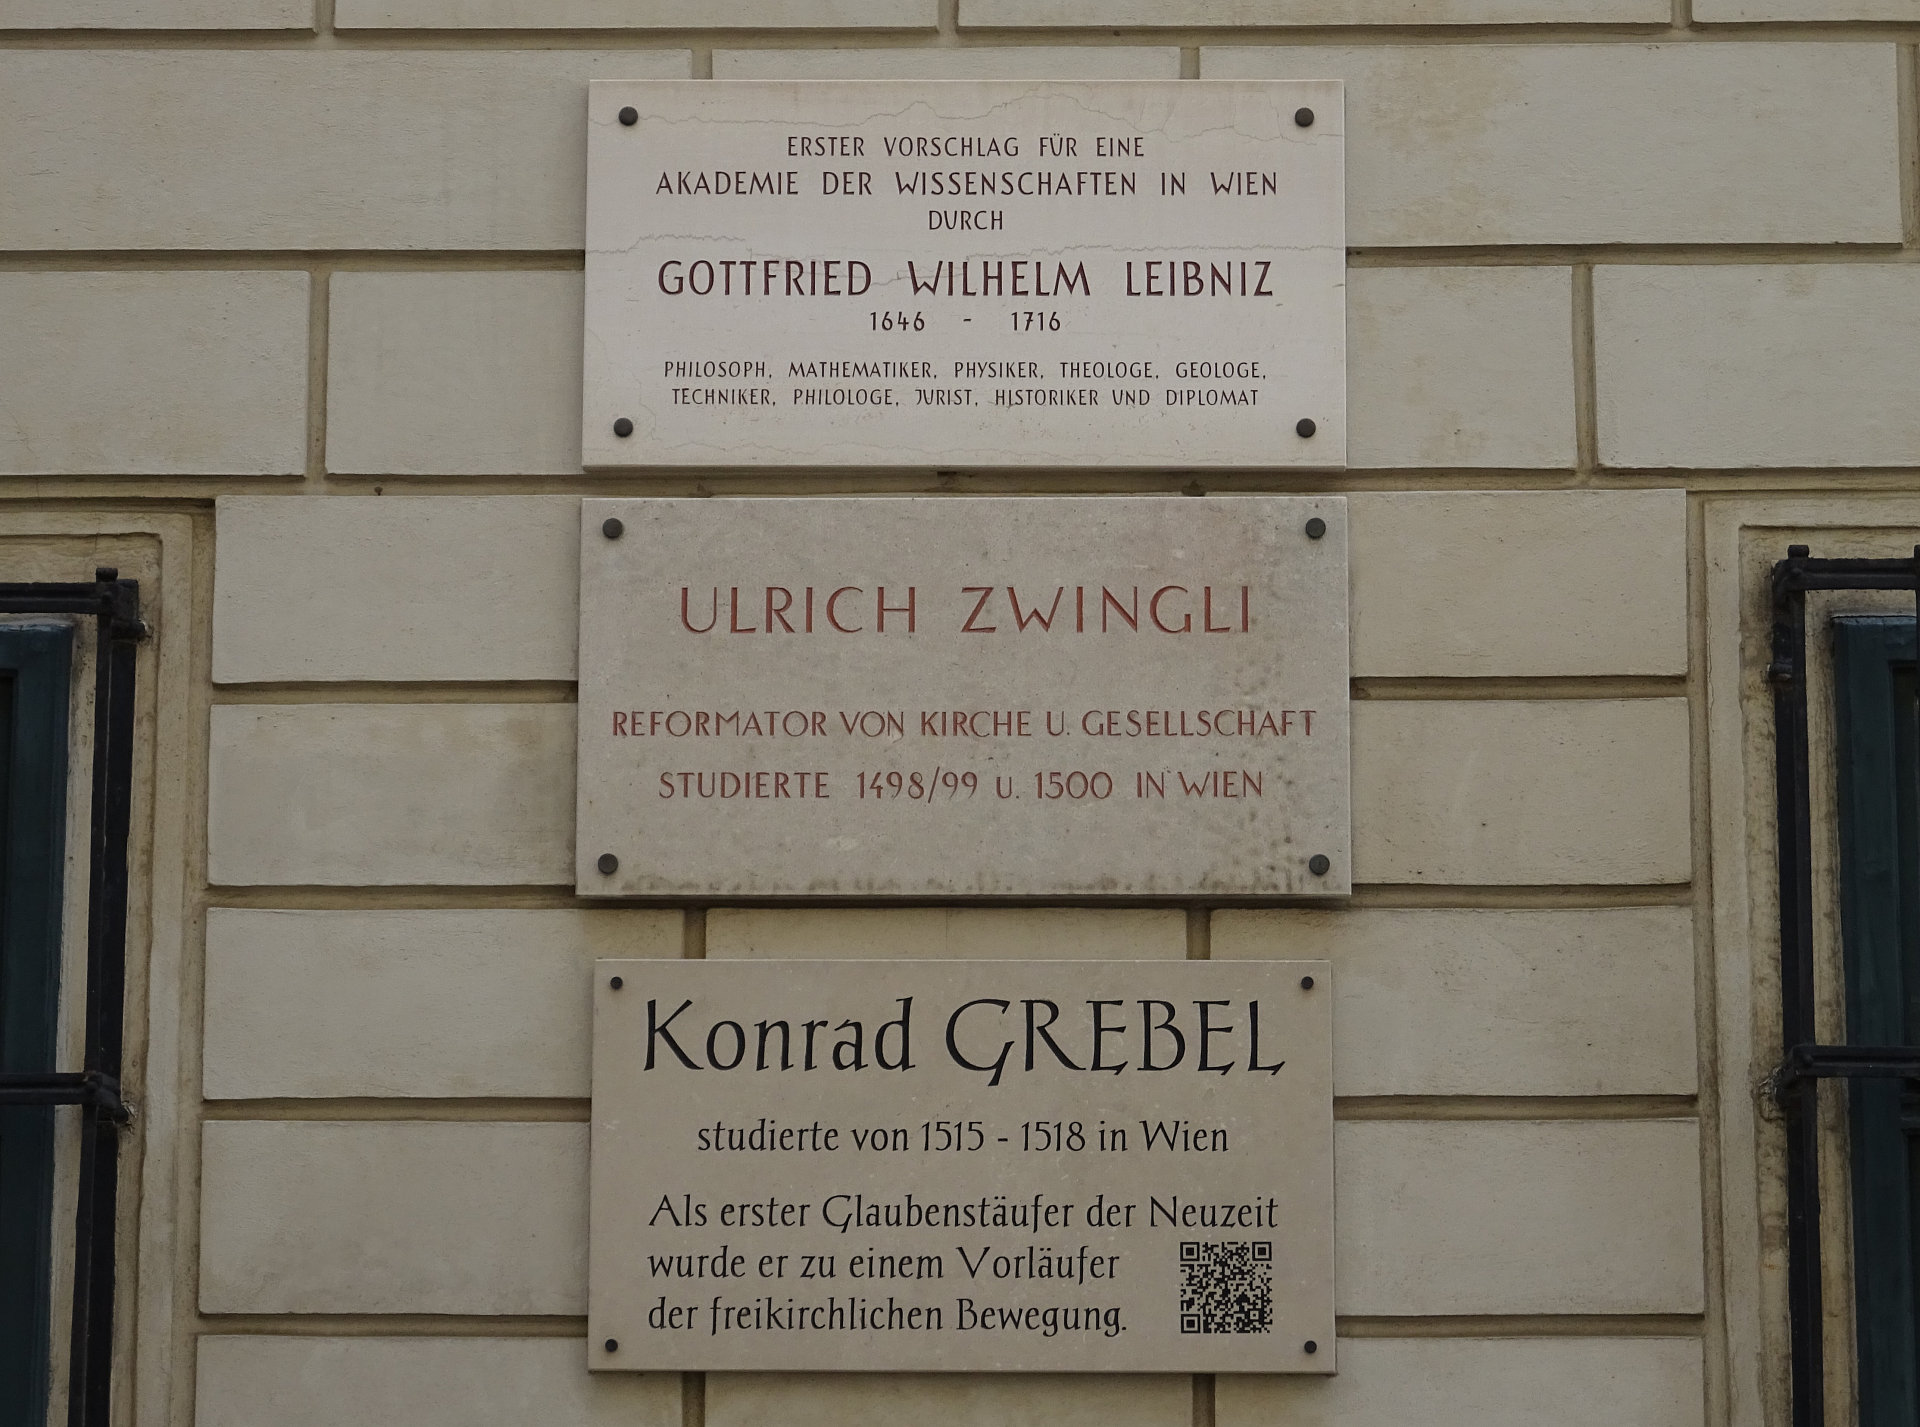 ERSTER VORSCHLAG FÜR EINE
AKADEMIE DER WISSENSCHAFTEN IN WIEN
DURCH
GOTTFRIED WILHELM LEIBNIZ
1646 - 1716
PHILOSOPH, MATHEMATIKER, PHYSIKER, THEOLOGE, GEOLOGE,
TECHNIKER, PHILOLOGE, JURIST, HISTORIKER UND DIPLOMAT
ULRICH ZWINGLI
REFORMATOR VON KIRCHE U. GESELLSCHAFT
STUDIERTE 1498/99 U. 1500 IN WIEN
Konrad GREBEL
studierte von 1515 - 1518 in Wien
Als erster Glaubenstäufer der Neuzeit
wurde er zu einem Vorläufer
der freikirchlichen Bewegung.